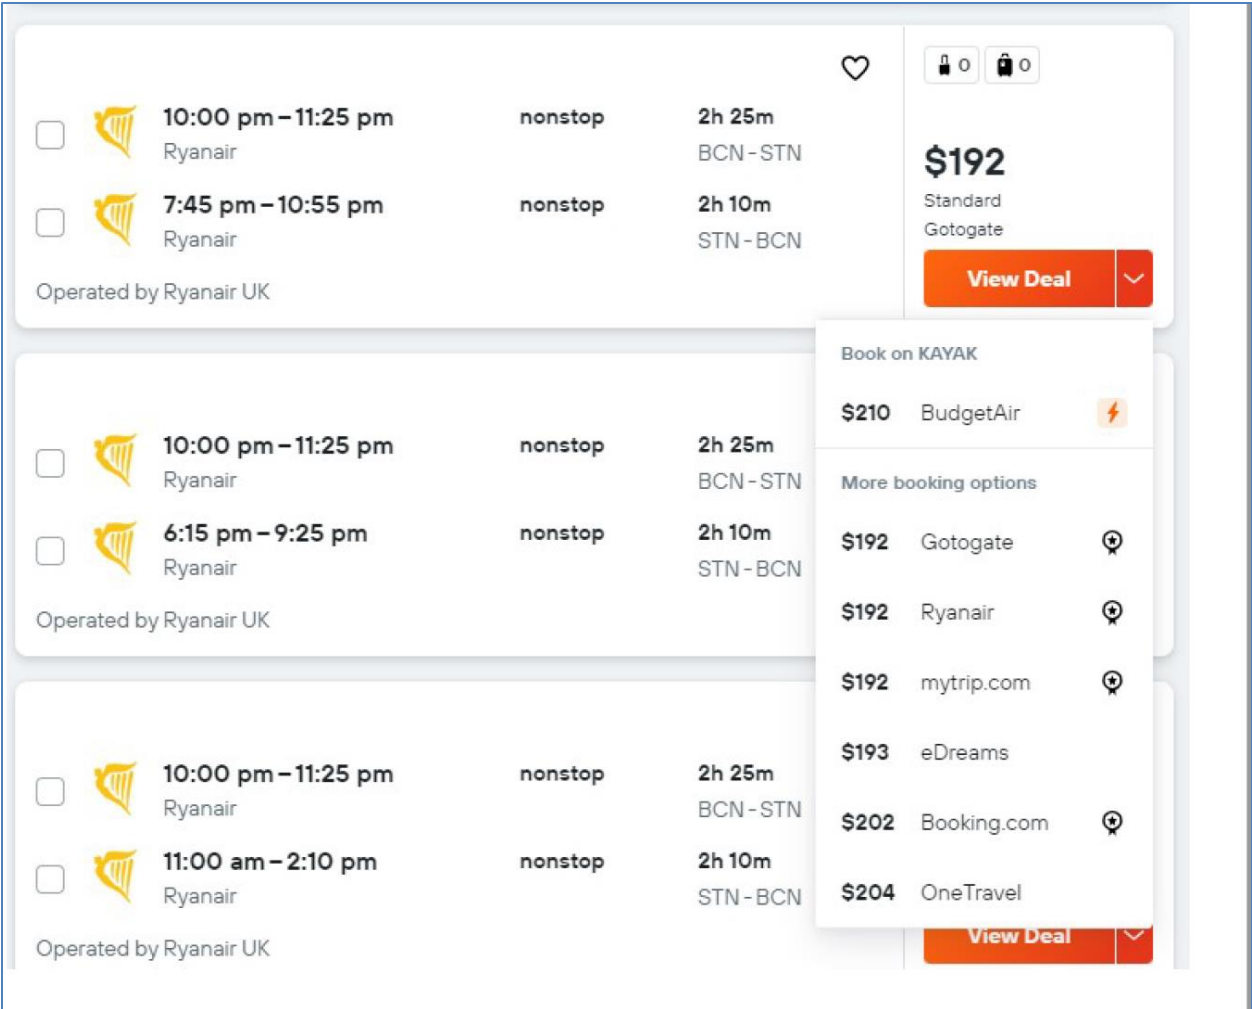 0 0
10:00 pm – 11:25 pm nonstop 2h 25m
Ryanair BCN - STN
$192
7:45 pm – 10:55 pm nonstop 2h 10m
Standard
Ryanair STN - BCN
Gotogate
View Deal
Operated by Ryanair UK
Book on KAYAK
$210 BudgetAir
More booking options
$192 Gotogate
$192 Ryanair
$192 mytrip.com
$193 eDreams
$202 Booking.com
$204 OneTravel
10:00 pm – 11:25 pm nonstop 2h 25m
Ryanair BCN - STN
6:15 pm – 9:25 pm nonstop 2h 10m
Ryanair STN - BCN
Operated by Ryanair UK
10:00 pm – 11:25 pm nonstop 2h 25m
Ryanair BCN - STN
11:00 am – 2:10 pm nonstop 2h 10m
Ryanair STN - BCN
View Deal
Operated by Ryanair UK